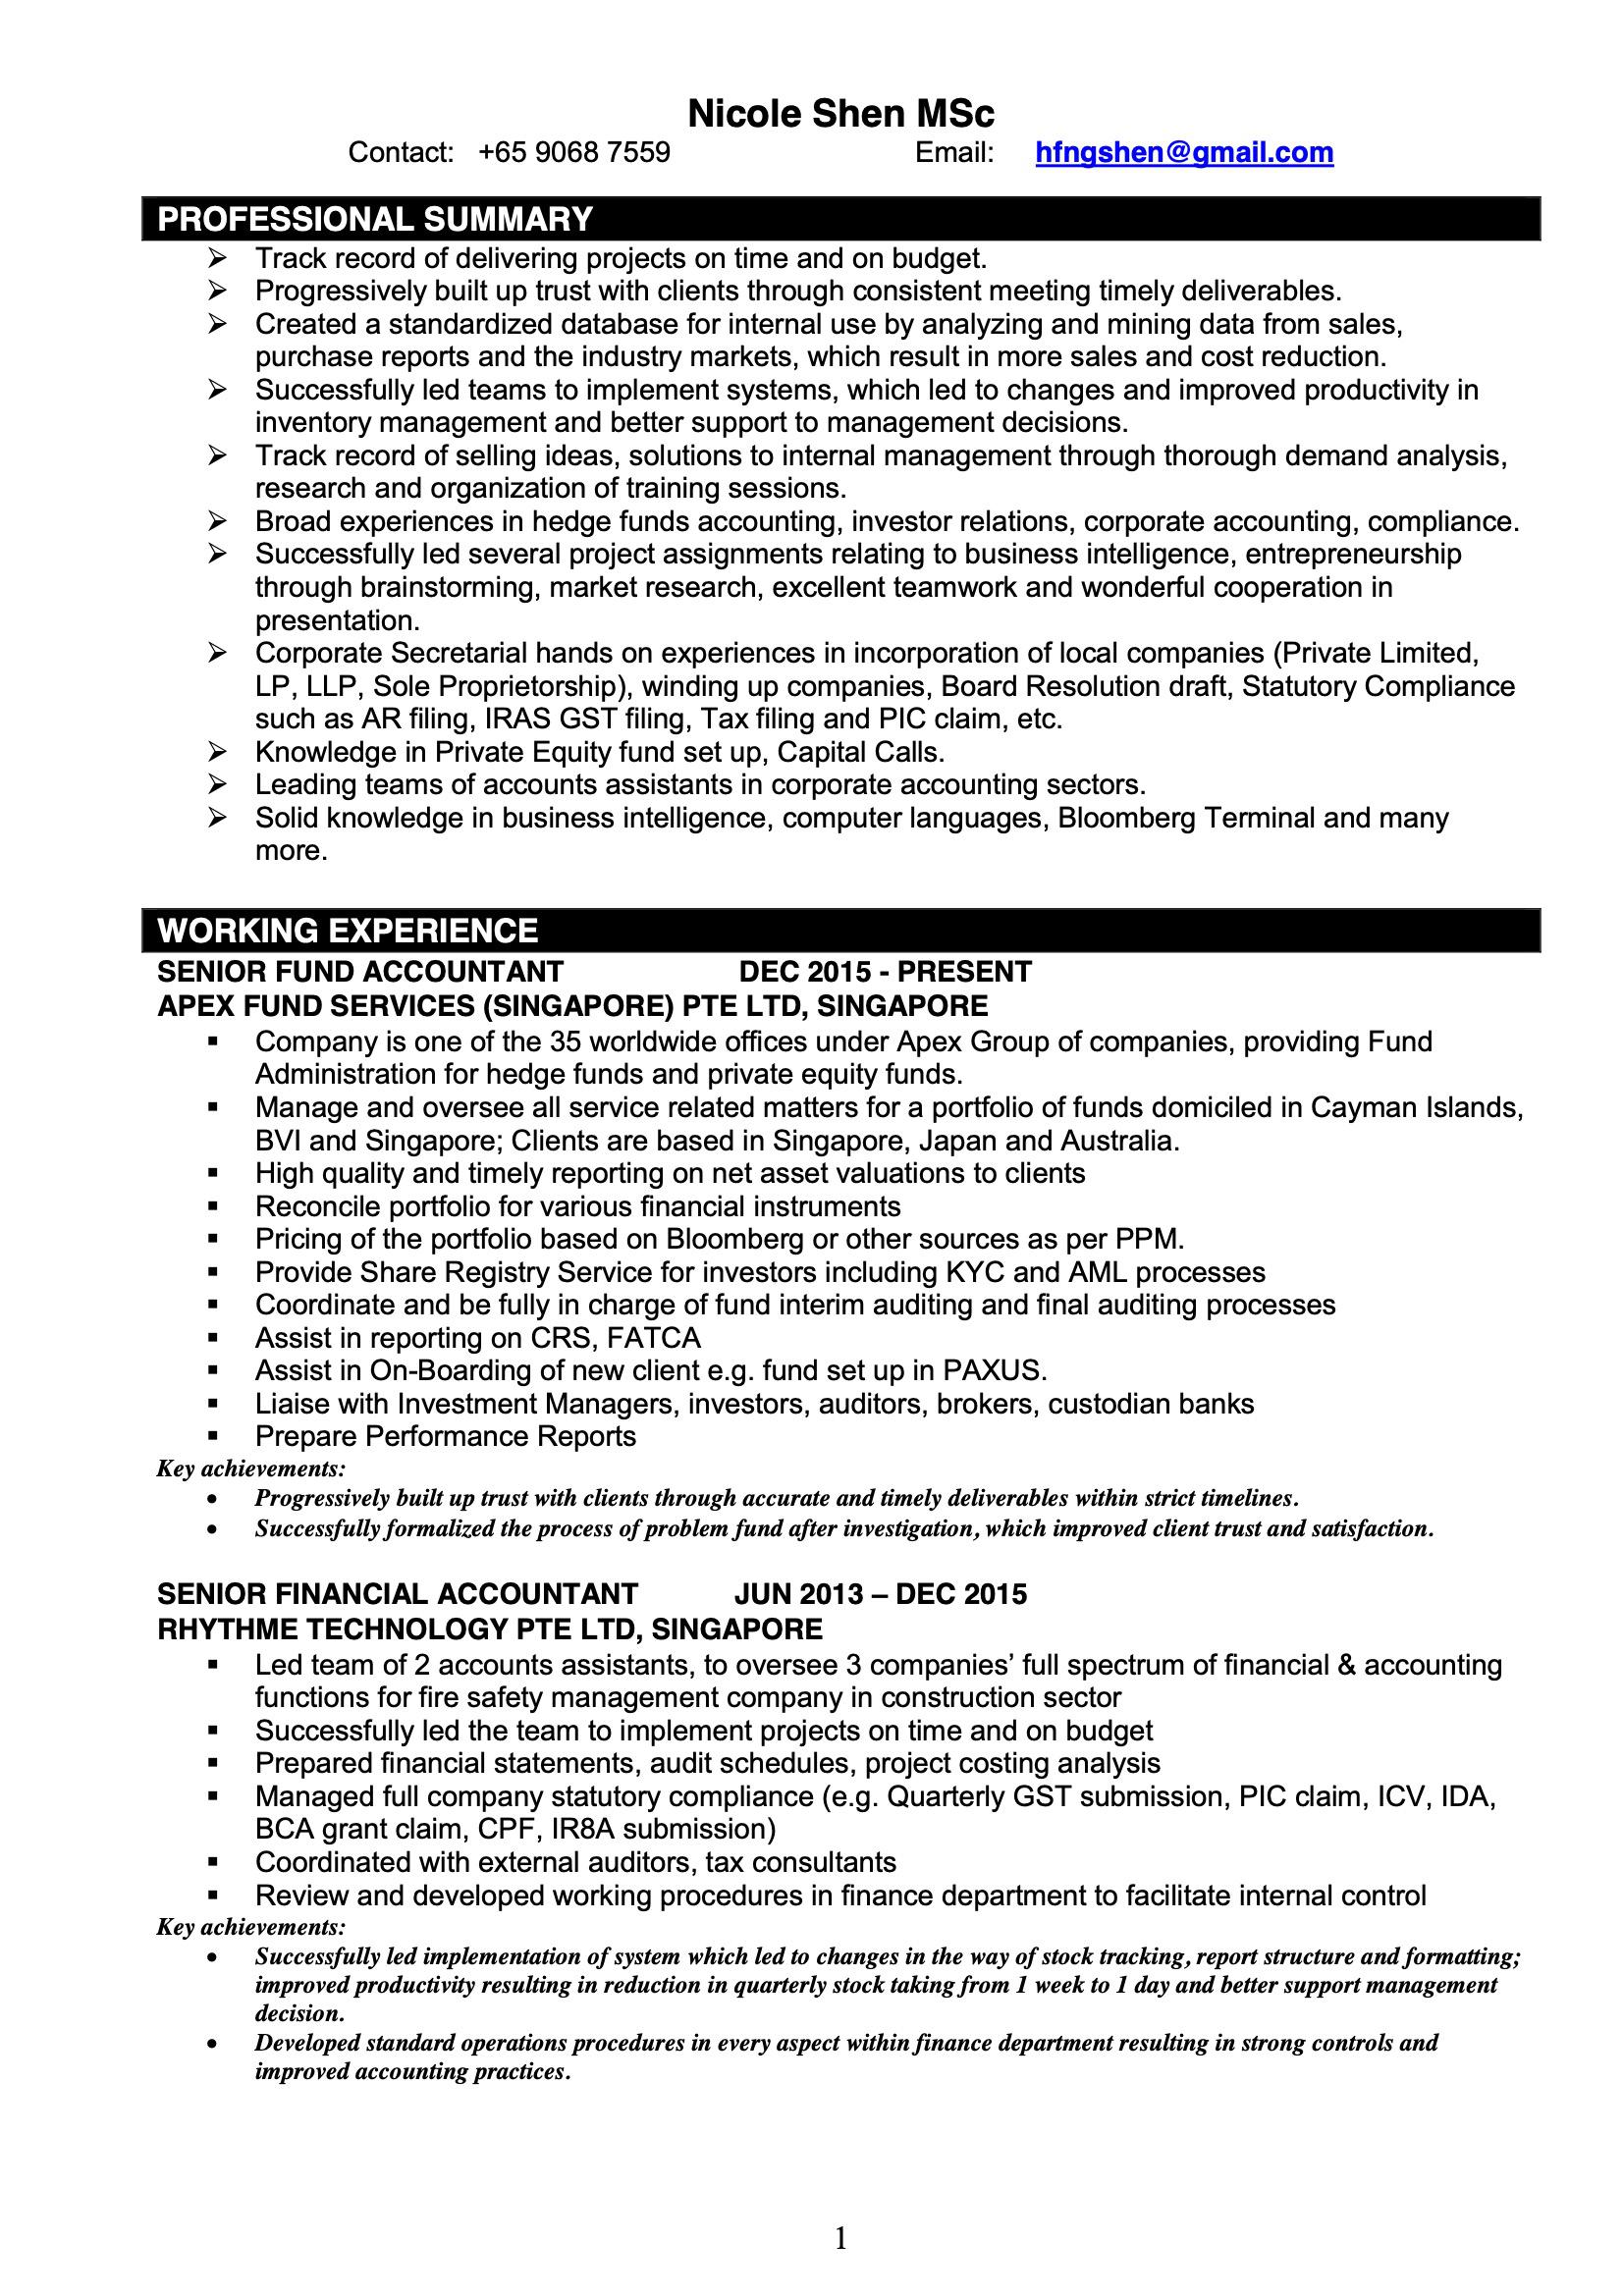 Nicole Shen MSc
Contact: +65 9068 7559 Email: hfngshen@gmail.com
PROFESSIONAL SUMMARY
➢ Track record of delivering projects on time and on budget.
➢ Progressively built up trust with clients through consistent meeting timely deliverables.
➢ Created a standardized database for internal use by analyzing and mining data from sales,
purchase reports and the industry markets, which result in more sales and cost reduction.
➢ Successfully led teams to implement systems, which led to changes and improved productivity in
inventory management and better support to management decisions.
➢ Track record of selling ideas, solutions to internal management through thorough demand analysis,
research and organization of training sessions.
➢ Broad experiences in hedge funds accounting, investor relations, corporate accounting, compliance.
➢ Successfully led several project assignments relating to business intelligence, entrepreneurship
through brainstorming, market research, excellent teamwork and wonderful cooperation in
presentation.
➢ Corporate Secretarial hands on experiences in incorporation of local companies (Private Limited,
LP, LLP, Sole Proprietorship), winding up companies, Board Resolution draft, Statutory Compliance
such as AR filing, IRAS GST filing, Tax filing and PIC claim, etc.
➢ Knowledge in Private Equity fund set up, Capital Calls.
➢ Leading teams of accounts assistants in corporate accounting sectors.
➢ Solid knowledge in business intelligence, computer languages, Bloomberg Terminal and many
more.
WORKING EXPERIENCE
SENIOR FUND ACCOUNTANT DEC 2015 - PRESENT
APEX FUND SERVICES (SINGAPORE) PTE LTD, SINGAPORE
▪ Company is one of the 35 worldwide offices under Apex Group of companies, providing Fund
Administration for hedge funds and private equity funds.
▪ Manage and oversee all service related matters for a portfolio of funds domiciled in Cayman Islands,
BVI and Singapore; Clients are based in Singapore, Japan and Australia.
▪ High quality and timely reporting on net asset valuations to clients
▪ Reconcile portfolio for various financial instruments
▪ Pricing of the portfolio based on Bloomberg or other sources as per PPM.
▪ Provide Share Registry Service for investors including KYC and AML processes
▪ Coordinate and be fully in charge of fund interim auditing and final auditing processes
▪ Assist in reporting on CRS, FATCA
▪ Assist in On-Boarding of new client e.g. fund set up in PAXUS.
▪ Liaise with Investment Managers, investors, auditors, brokers, custodian banks
▪ Prepare Performance Reports
Key achievements:
• Progressively built up trust with clients through accurate and timely deliverables within strict timelines.
• Successfully formalized the process of problem fund after investigation, which improved client trust and satisfaction.
SENIOR FINANCIAL ACCOUNTANT JUN 2013 – DEC 2015
RHYTHME TECHNOLOGY PTE LTD, SINGAPORE
▪ Led team of 2 accounts assistants, to oversee 3 companies’ full spectrum of financial & accounting
functions for fire safety management company in construction sector
▪ Successfully led the team to implement projects on time and on budget
▪ Prepared financial statements, audit schedules, project costing analysis
▪ Managed full company statutory compliance (e.g. Quarterly GST submission, PIC claim, ICV, IDA,
BCA grant claim, CPF, IR8A submission)
▪ Coordinated with external auditors, tax consultants
▪ Review and developed working procedures in finance department to facilitate internal control
Key achievements:
• Successfully led implementation of system which led to changes in the way of stock tracking, report structure and formatting;
improved productivity resulting in reduction in quarterly stock taking from 1 week to 1 day and better support management
decision.
• Developed standard operations procedures in every aspect within finance department resulting in strong controls and
improved accounting practices.
1